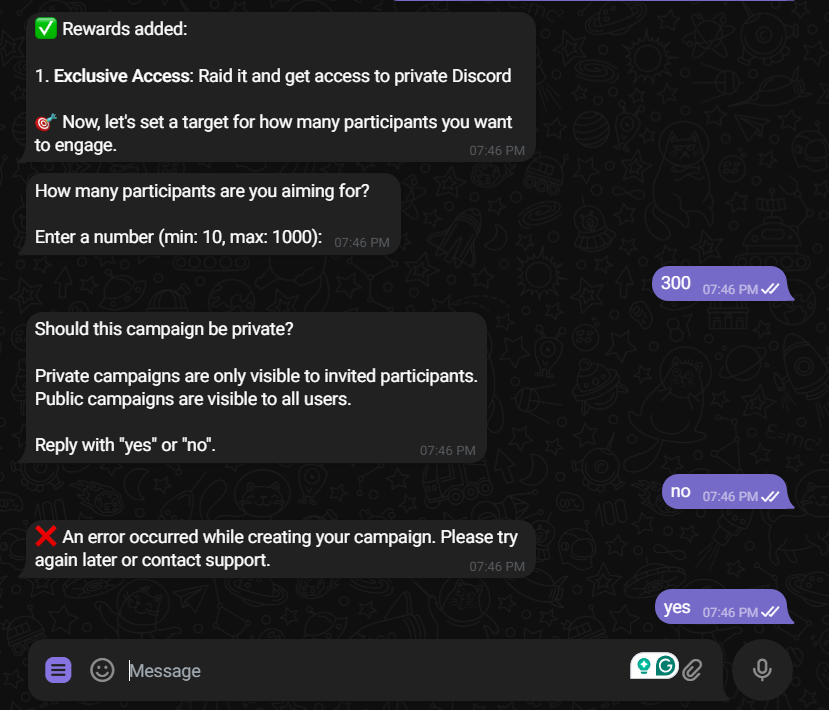 ✅ Rewards added:
1. Exclusive Access: Raid it and get access to private Discord
🎯 Now, let's set a target for how many participants you want
to engage.
07:46 PM
How many participants are you aiming for?
Enter a number (min: 10, max: 1000):
07:46 PM
300
07:46 PM
Should this campaign be private?
Private campaigns are only visible to invited participants.
Public campaigns are visible to all users.
Reply with "yes" or "no".
07:46 PM
no
07:46 PM
❌ An error occurred while creating your campaign. Please try
again later or contact support.
07:46 PM
yes
07:46 PM
Message